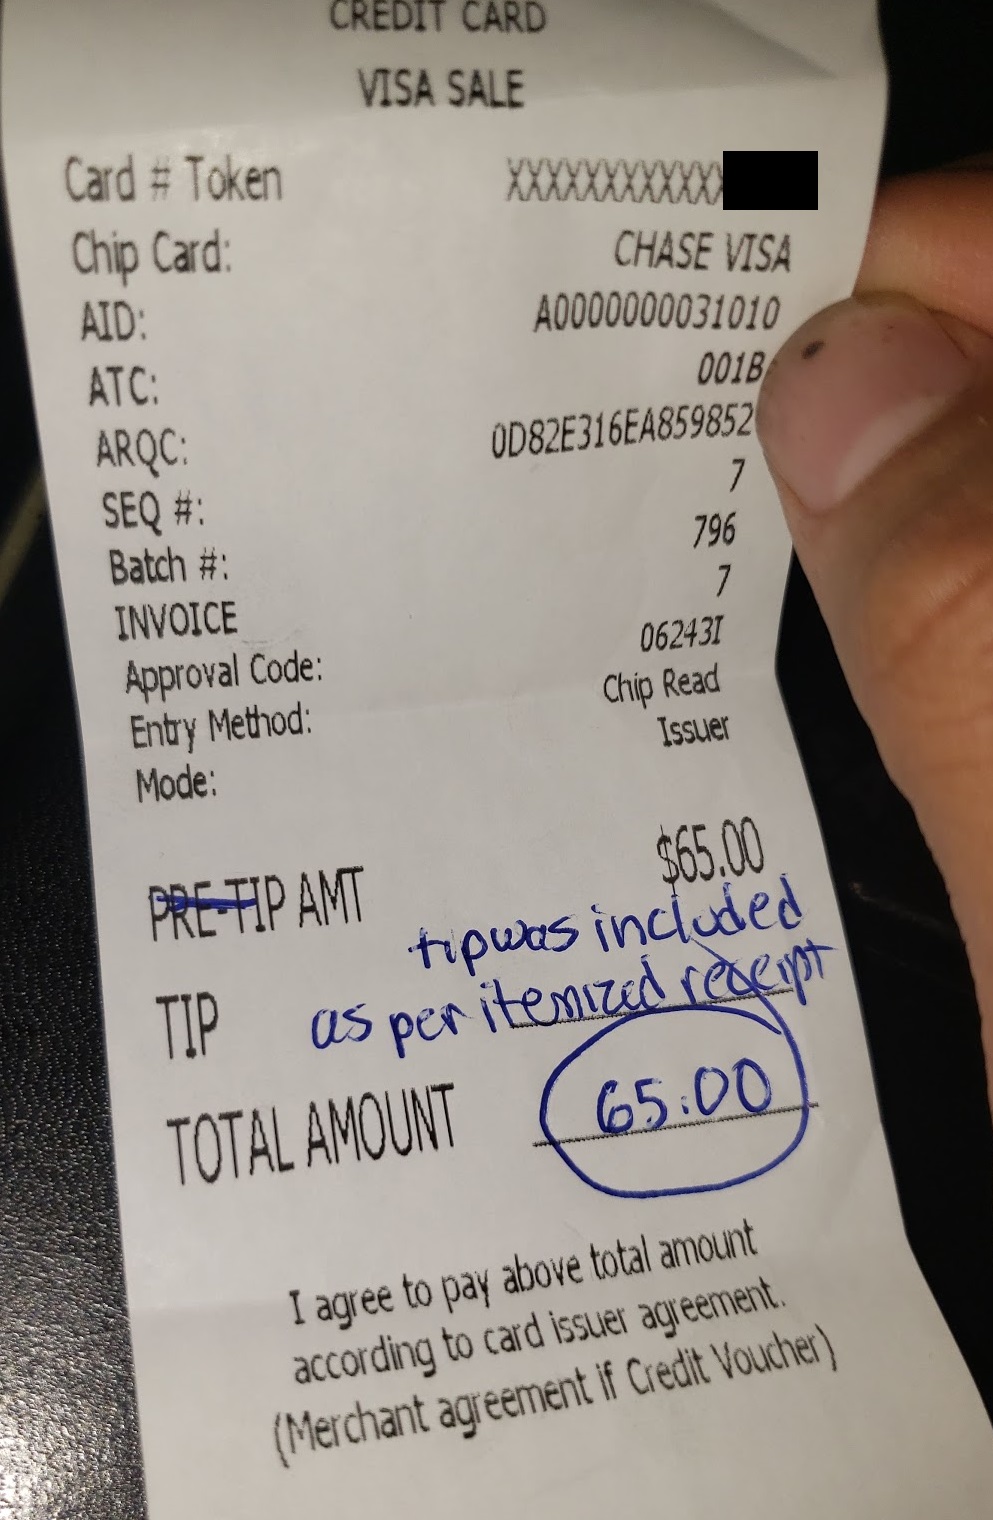 CREDIT CARD
VISA SALE
Card # Token XXXXXXXXXXXX
Chip Card: CHASE VISA
AID: A0000000031010
ATC: 001B
ARQC: 0D82E316EA859852
SEQ #: 7
Batch #: 796
INVOICE 7
Approval Code: 06243I
Entry Method: Chip Read
Mode: Issuer
PRE-TIP AMT $65.00
tip was included
TIP as per itemized receipt
TOTAL AMOUNT 65.00
I agree to pay above total amount
according to card issuer agreement.
(Merchant agreement if Credit Voucher)